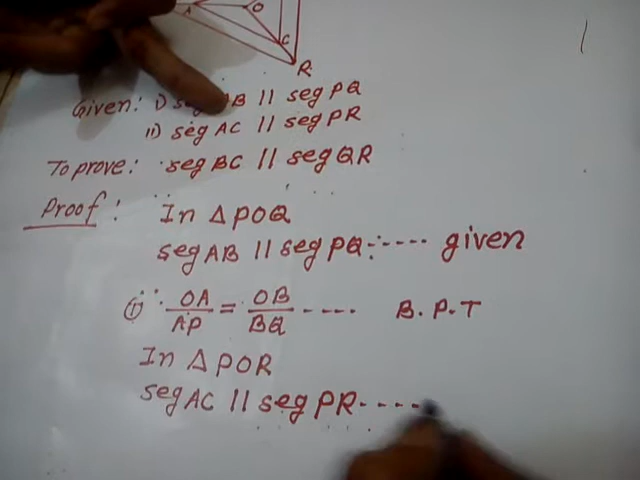 A O
C
R
Given: i) seg AB || seg PQ
ii) seg AC || seg PR
To prove: seg BC || seg QR
Proof: In △POQ
seg AB || seg PQ ---- given
(1) ∴ OA/AP = OB/BQ ---- B.P.T
In △POR
seg AC || seg PR ----